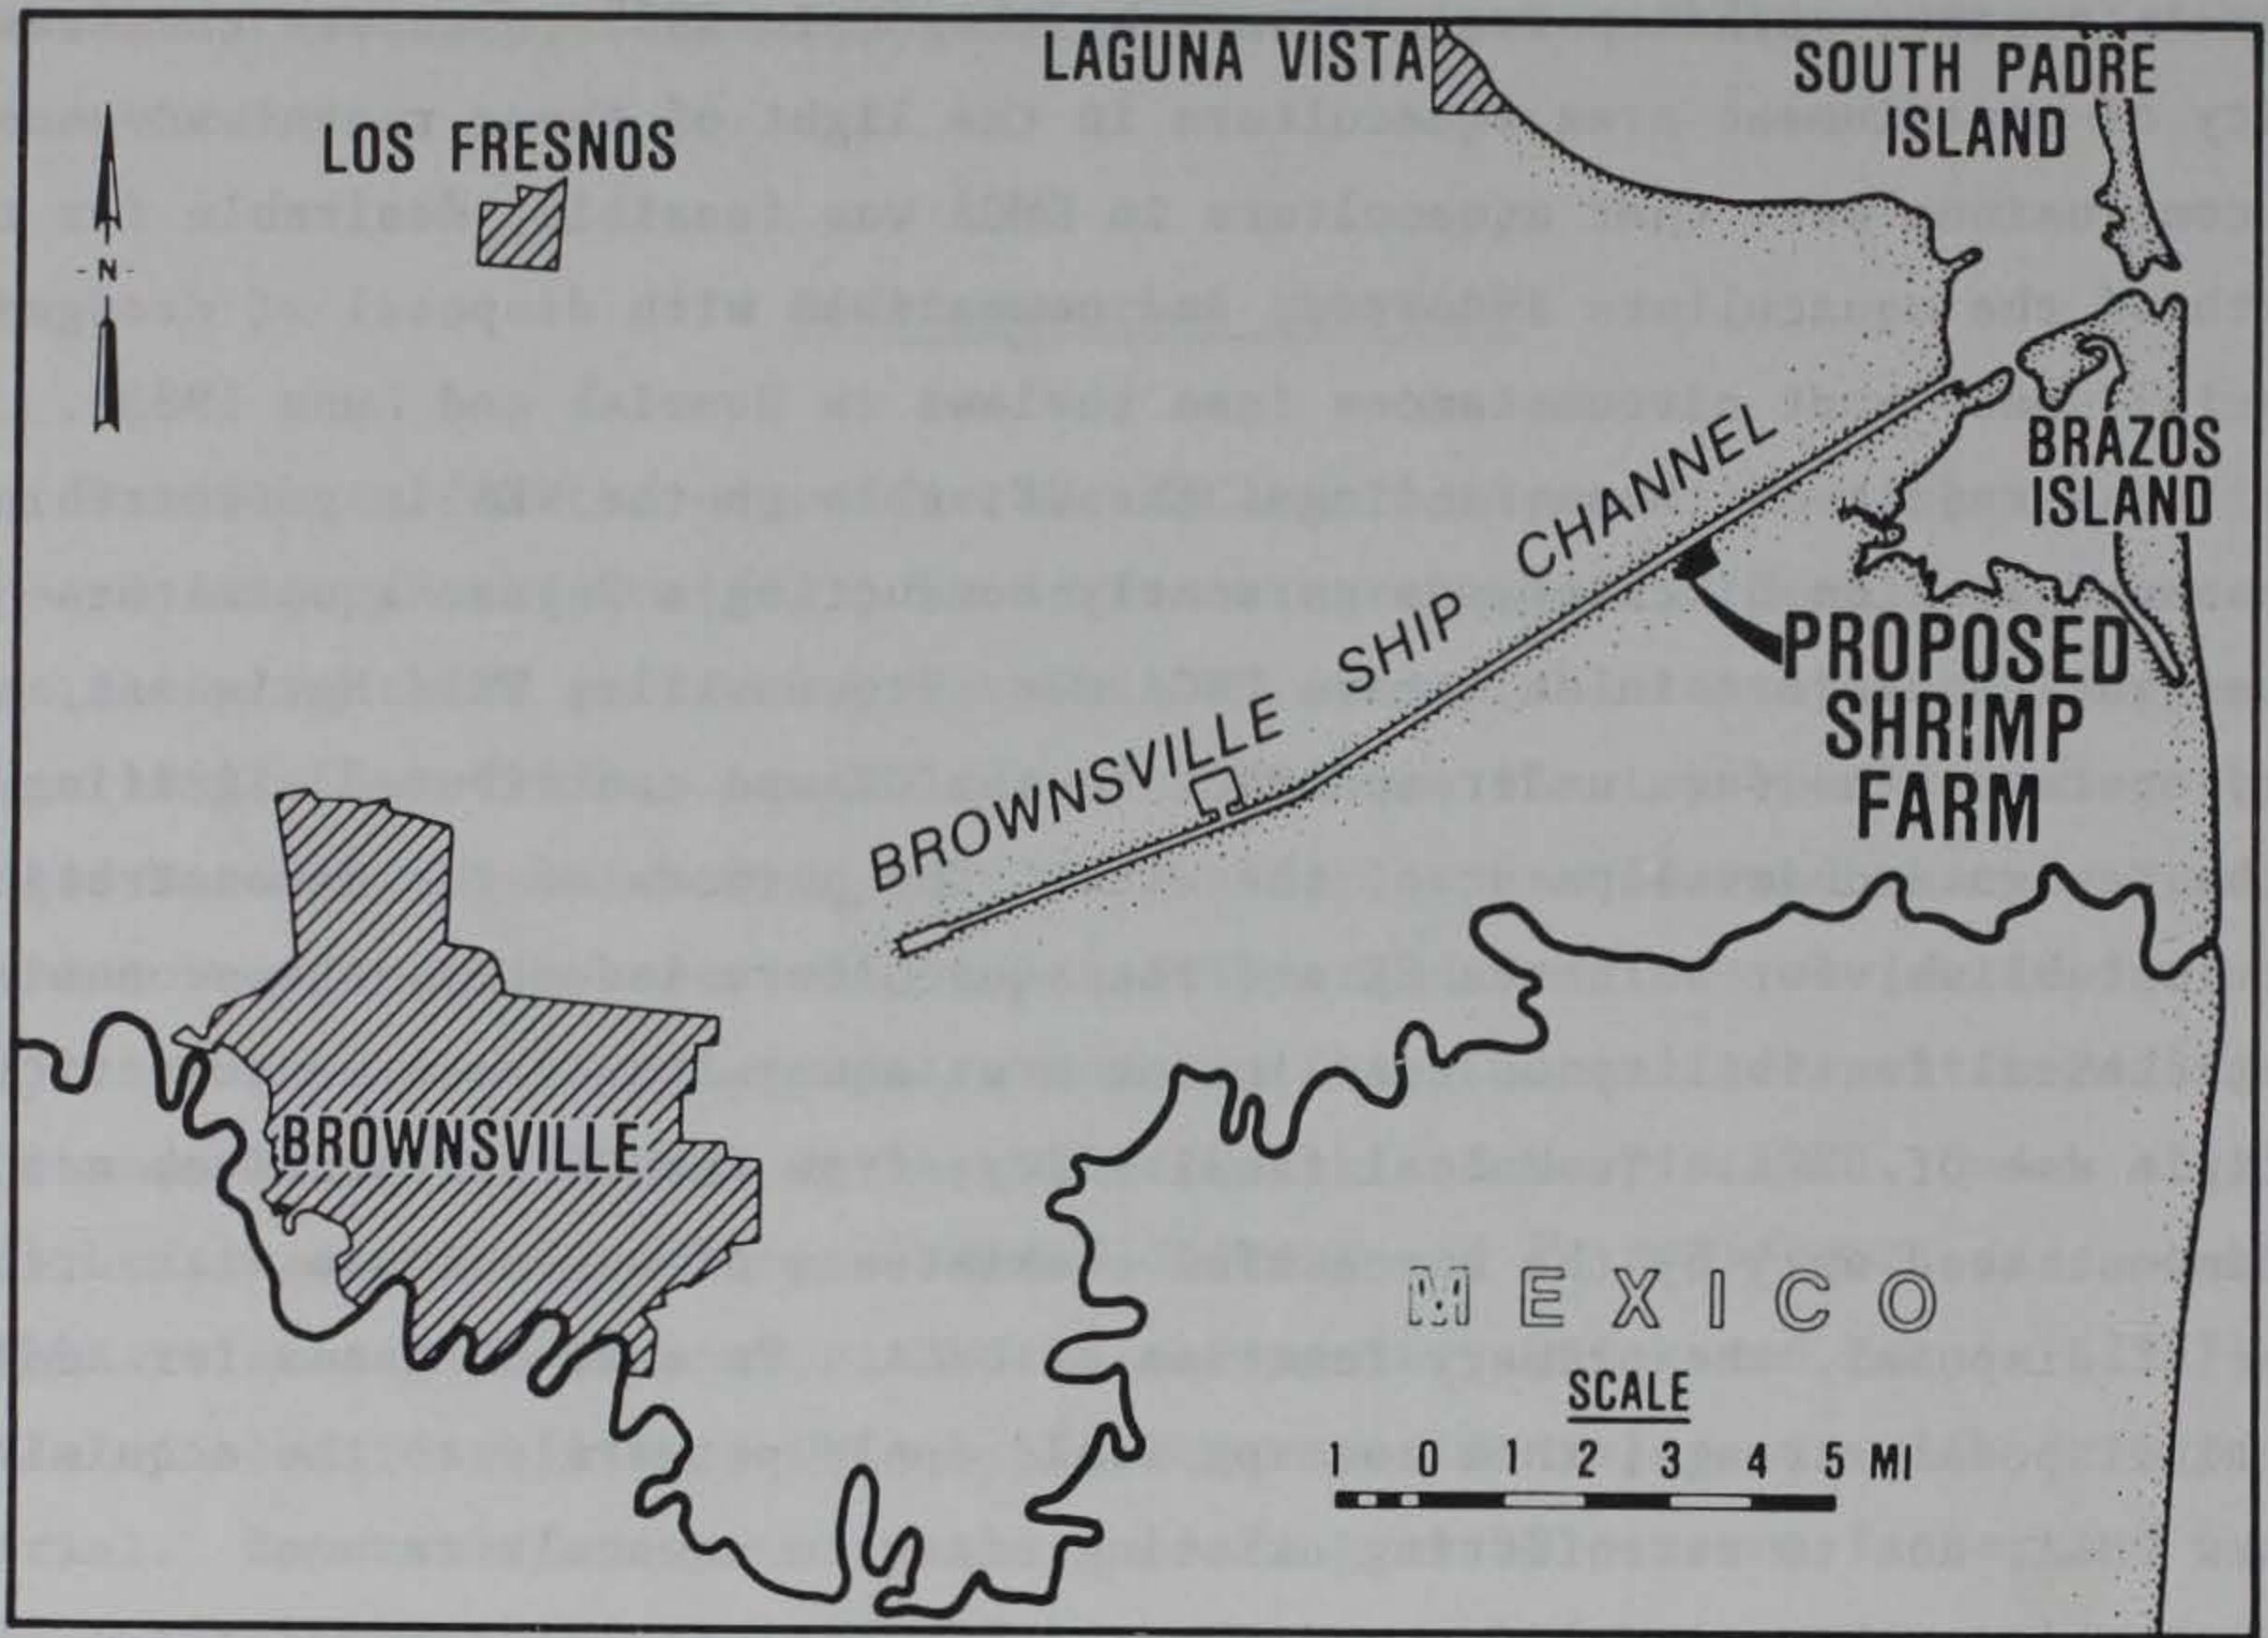 LAGUNA VISTA
SOUTH PADRE
ISLAND
LOS FRESNOS
N
BRAZOS
ISLAND
BROWNSVILLE SHIP CHANNEL
PROPOSED
SHRIMP
FARM
BROWNSVILLE
MEXICO
SCALE
1 0 1 2 3 4 5 MI